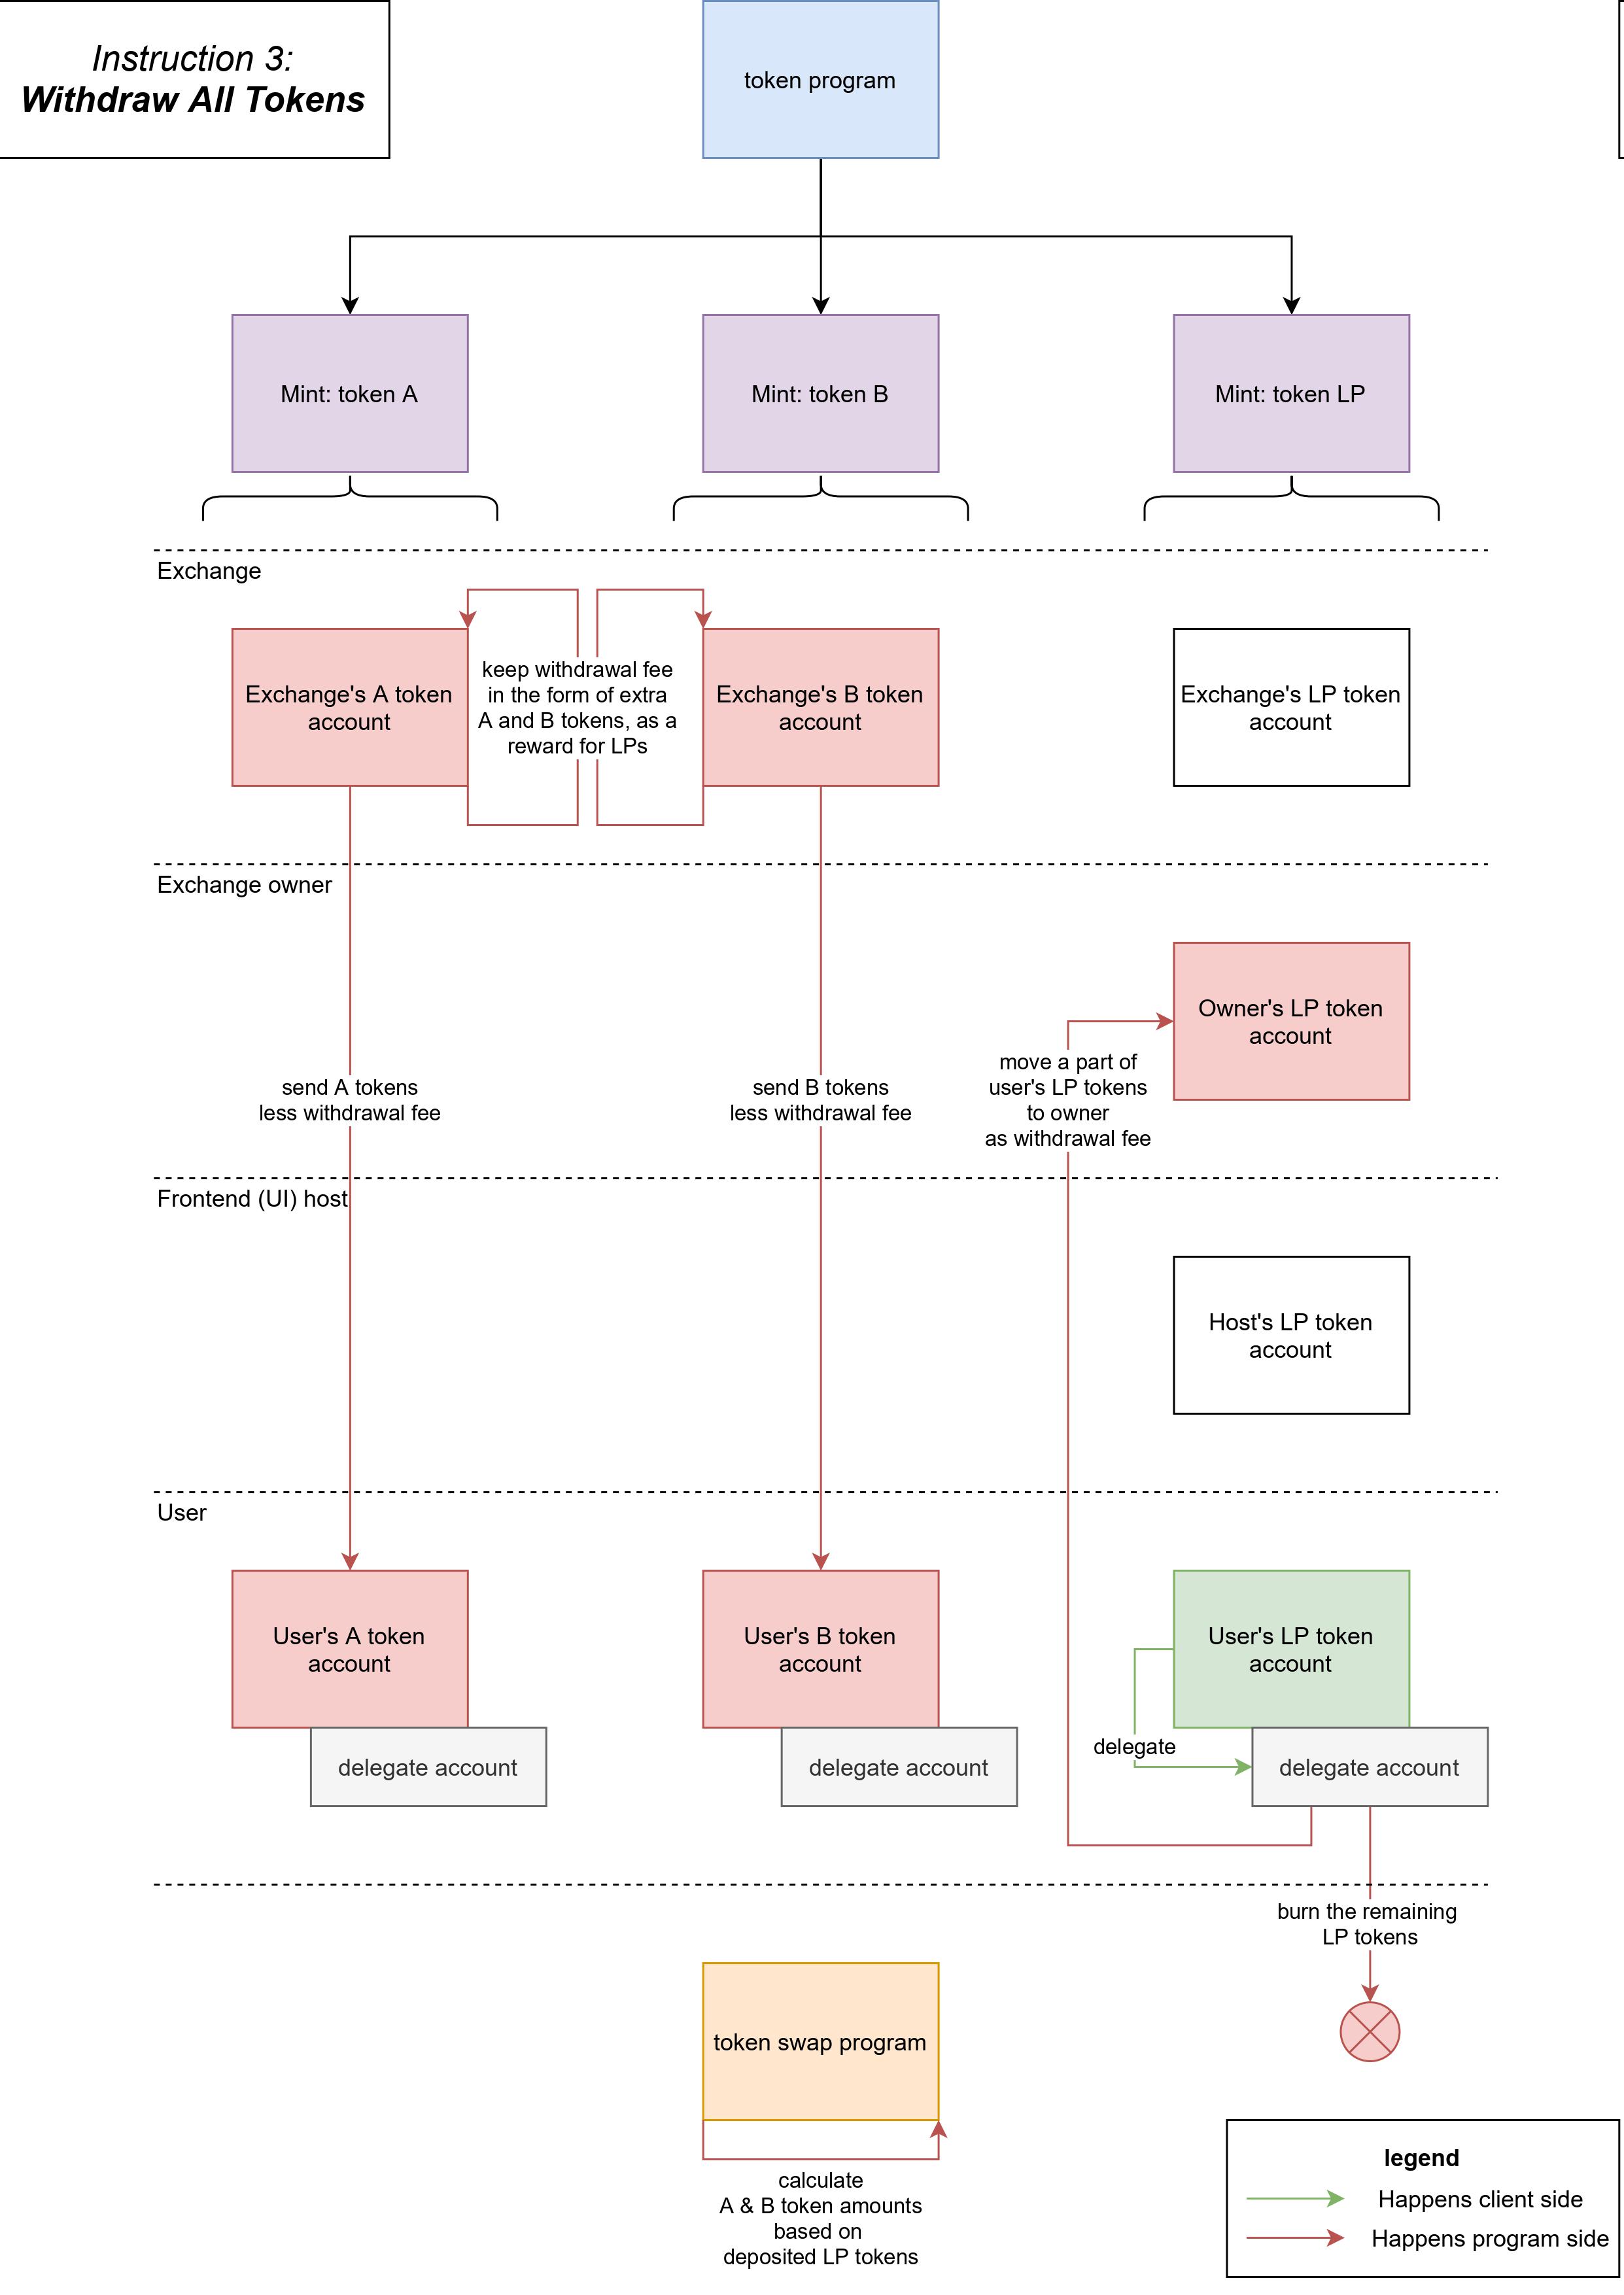 Instruction 3:
Withdraw All Tokens
token program
Mint: token A
Mint: token B
Mint: token LP
Exchange
Exchange's A token
account
keep withdrawal fee
in the form of extra
A and B tokens, as a
reward for LPs
Exchange's B token
account
Exchange's LP token
account
Exchange owner
Owner's LP token
account
send A tokens
less withdrawal fee
send B tokens
less withdrawal fee
move a part of
user's LP tokens
to owner
as withdrawal fee
Frontend (UI) host
Host's LP token
account
User
User's A token
account
User's B token
account
User's LP token
account
delegate
delegate account
delegate account
delegate account
burn the remaining
LP tokens
token swap program
calculate
A & B token amounts
based on
deposited LP tokens
legend
Happens client side
Happens program side